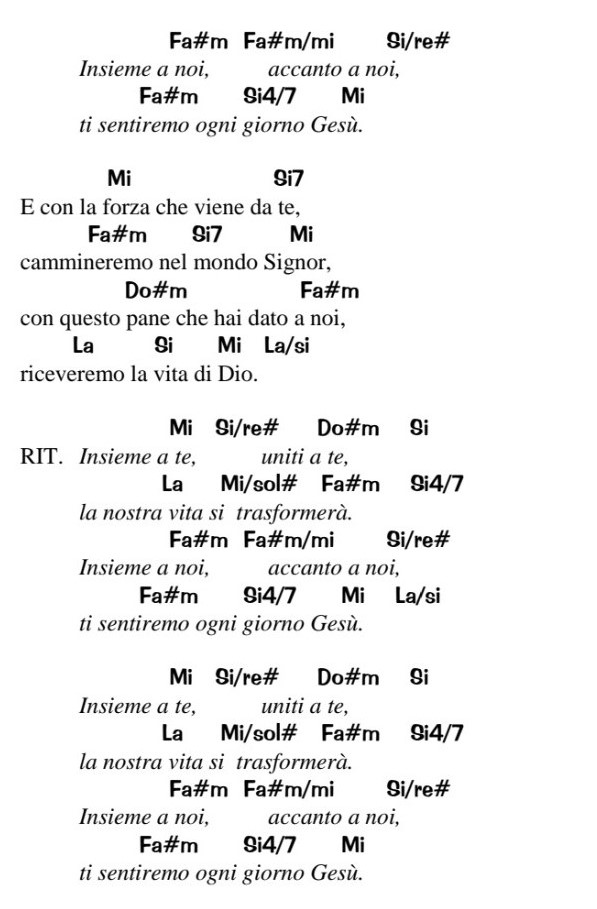 Fa#m Fa#m/mi Si/re#
Insieme a noi, accanto a noi,
Fa#m Si4/7 Mi
ti sentiremo ogni giorno Gesù.
Mi Si7
E con la forza che viene da te,
Fa#m Si7 Mi
cammineremo nel mondo Signor,
Do#m Fa#m
con questo pane che hai dato a noi,
La Si Mi La/si
riceveremo la vita di Dio.
Mi Si/re# Do#m Si
RIT. Insieme a te, uniti a te,
La Mi/sol# Fa#m Si4/7
la nostra vita si trasformerà.
Fa#m Fa#m/mi Si/re#
Insieme a noi, accanto a noi,
Fa#m Si4/7 Mi La/si
ti sentiremo ogni giorno Gesù.
Mi Si/re# Do#m Si
Insieme a te, uniti a te,
La Mi/sol# Fa#m Si4/7
la nostra vita si trasformerà.
Fa#m Fa#m/mi Si/re#
Insieme a noi, accanto a noi,
Fa#m Si4/7 Mi
ti sentiremo ogni giorno Gesù.